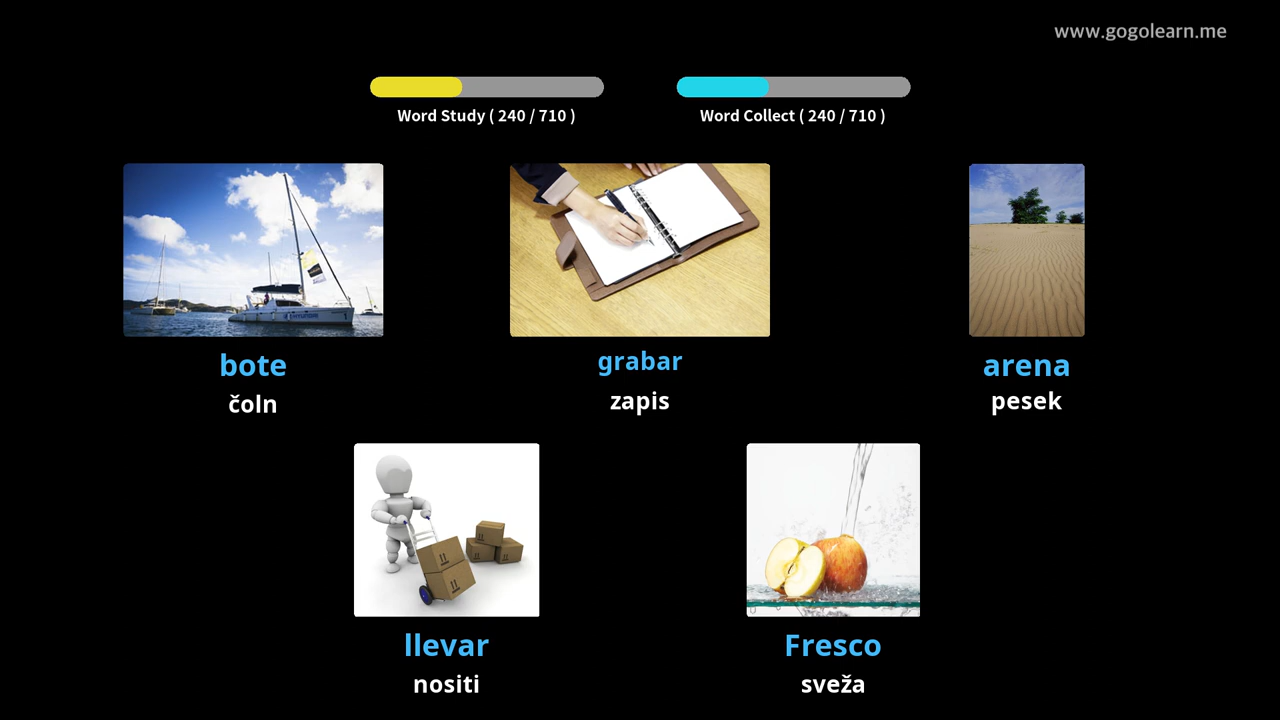 www.gogolearn.me
Word Study ( 240 / 710 )
Word Collect ( 240 / 710 )
bote
čoln
grabar
zapis
arena
pesek
llevar
nositi
Fresco
sveža